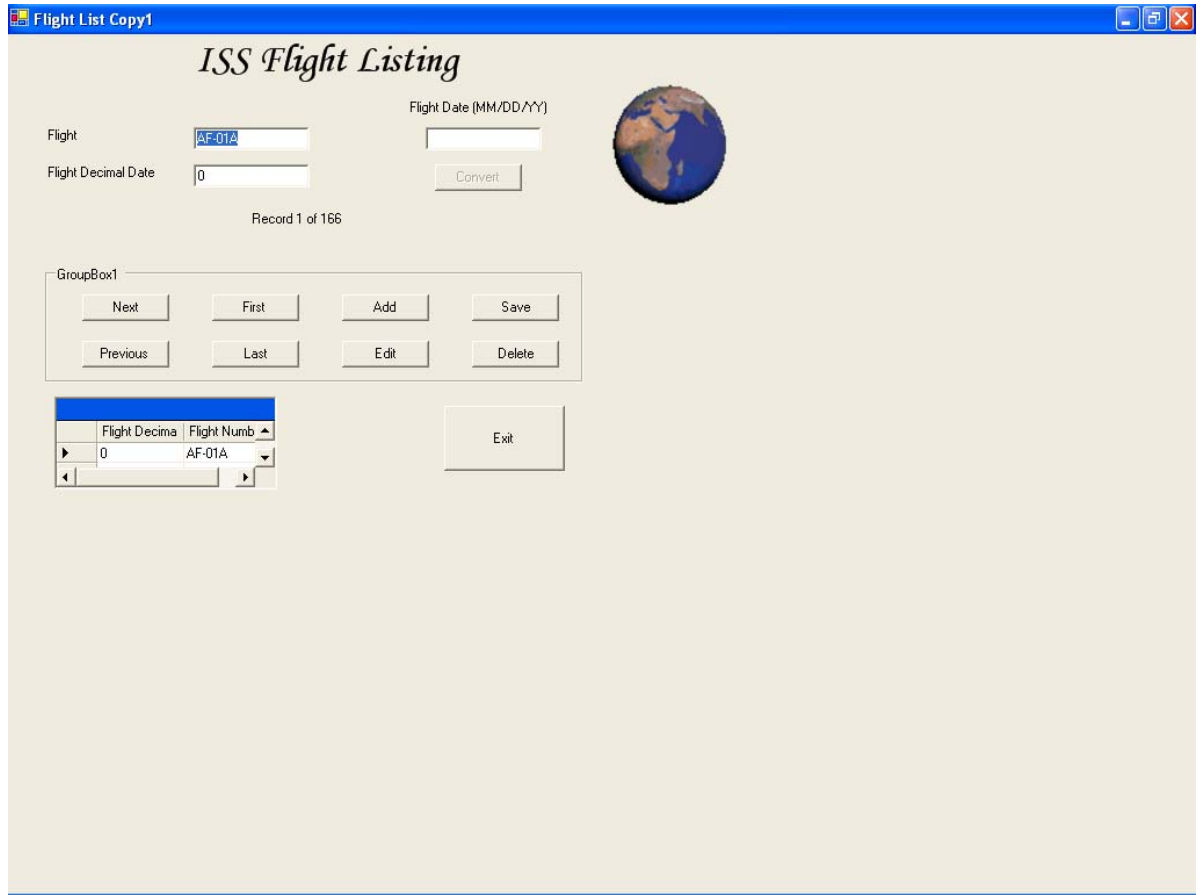 Flight List Copy1
ISS Flight Listing
Flight Date (MM/DD/YY)
Flight AF-01A
Flight Decimal Date 0 Convert
Record 1 of 166
GroupBox1
Next First Add Save
Previous Last Edit Delete
Flight Decima Flight Numb
0 AF-01A
Exit